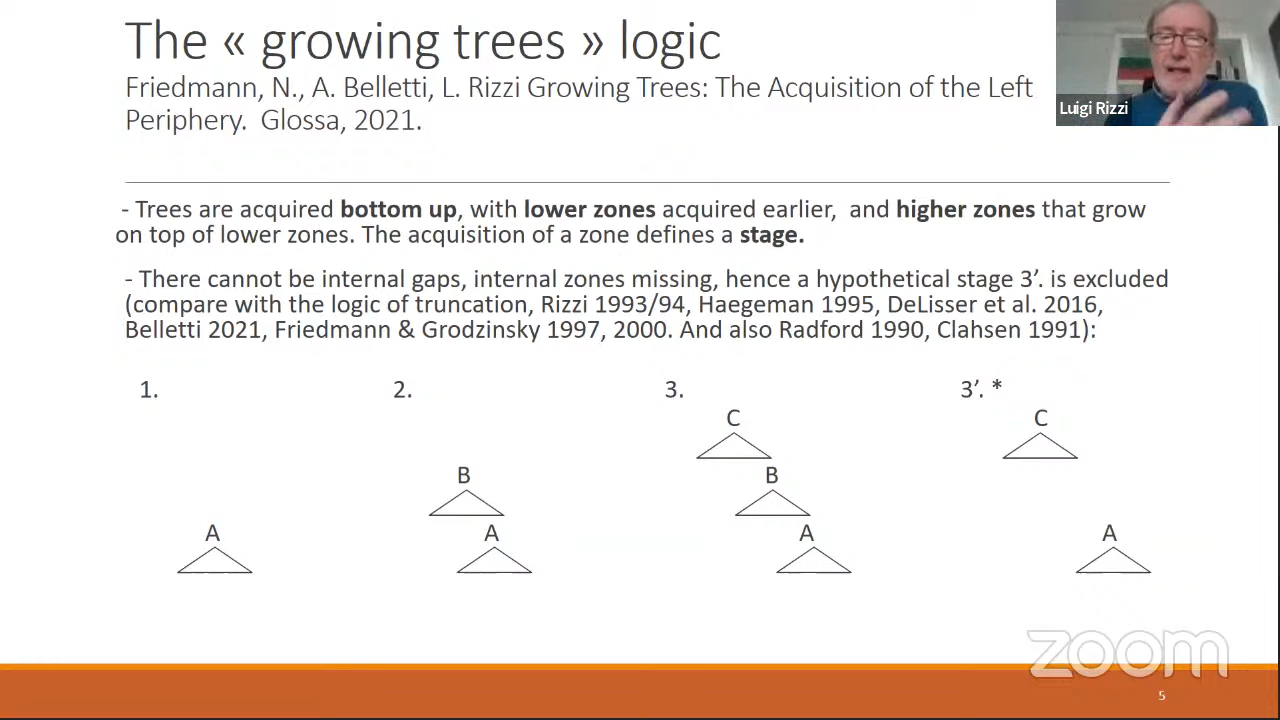 The « growing trees » logic
Friedmann, N., A. Belletti, L. Rizzi Growing Trees: The Acquisition of the Left
Periphery. Glossa, 2021.
Luigi Rizzi
- Trees are acquired bottom up, with lower zones acquired earlier, and higher zones that grow
on top of lower zones. The acquisition of a zone defines a stage.
- There cannot be internal gaps, internal zones missing, hence a hypothetical stage 3’. is excluded
(compare with the logic of truncation, Rizzi 1993/94, Haegeman 1995, DeLisser et al. 2016,
Belletti 2021, Friedmann & Grodzinsky 1997, 2000. And also Radford 1990, Clahsen 1991):
1. 2. 3. 3’. *
C C
B B
A A A A
zoom
5